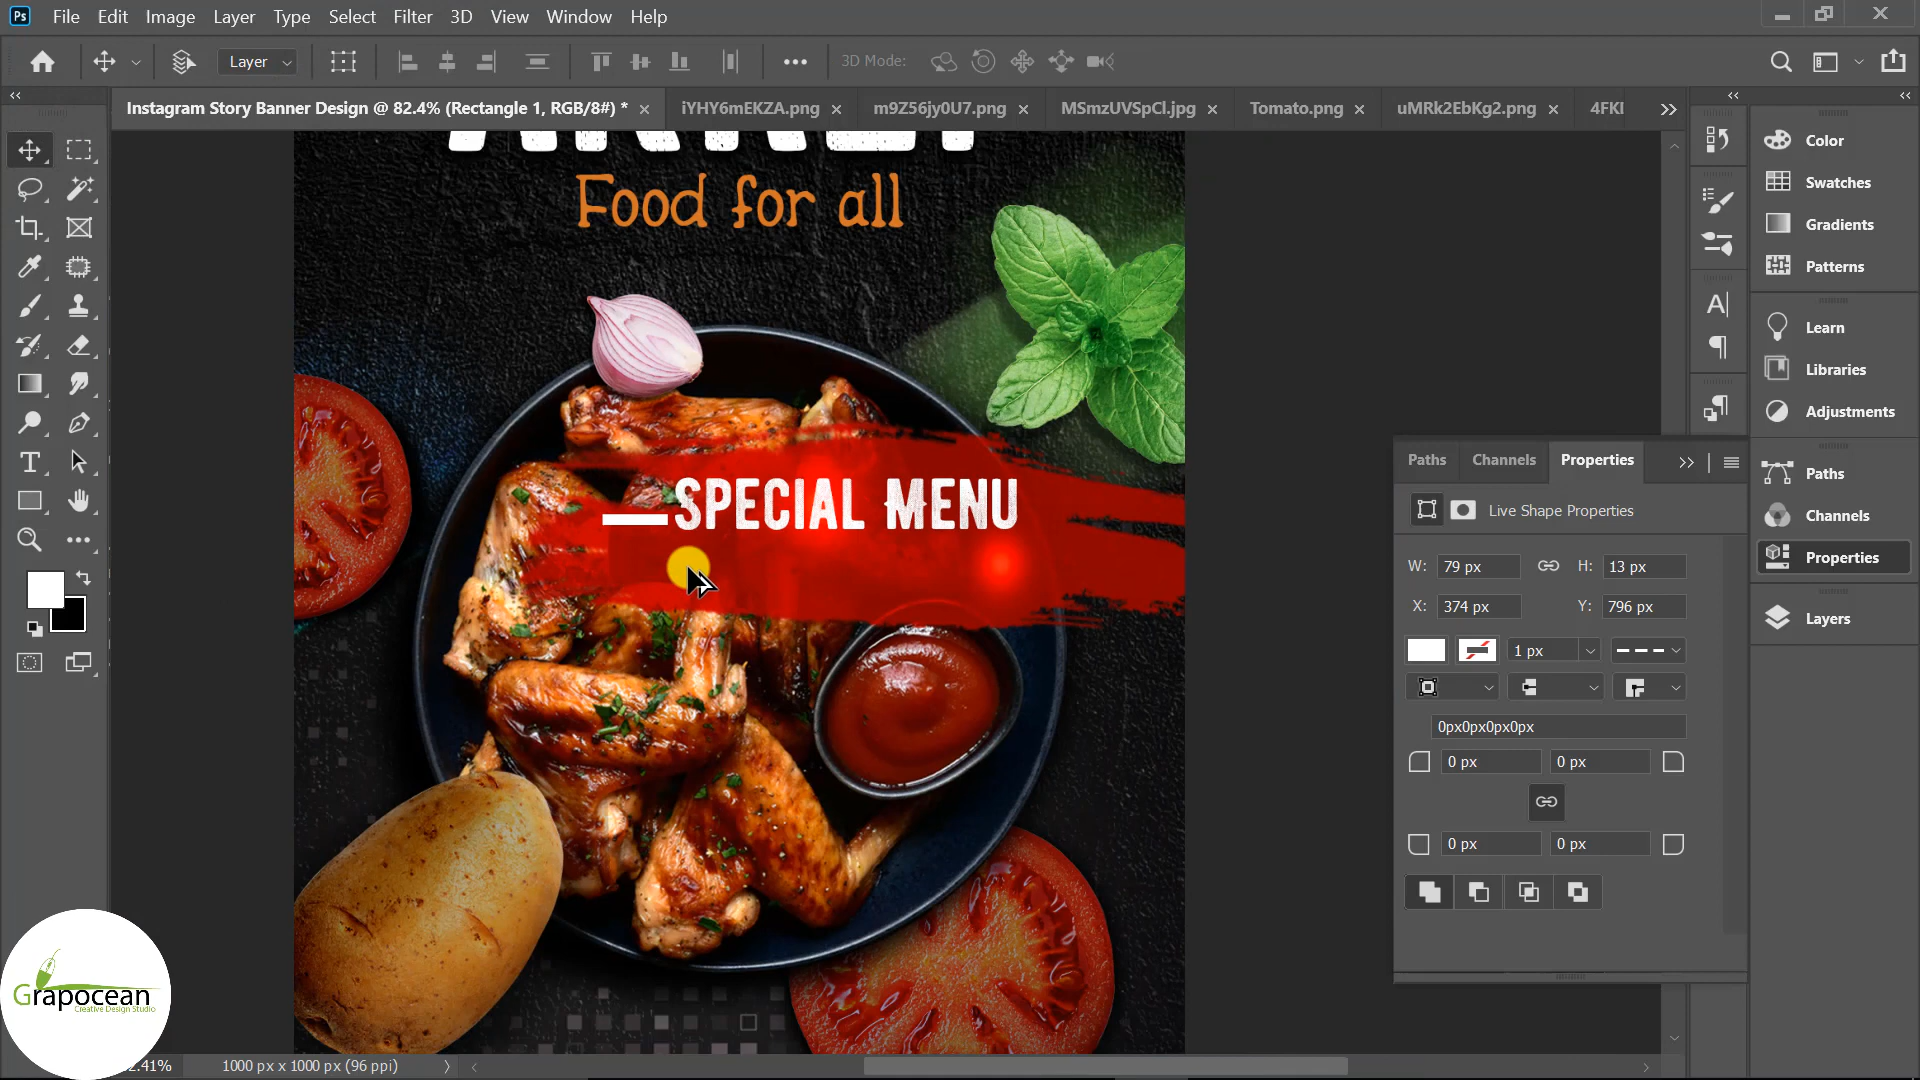 Ps File Edit Image Layer Type Select Filter 3D View Window Help
Layer
3D Mode:
Instagram Story Banner Design @ 82.4% (Rectangle 1, RGB/8#) *
iYHY6mEKZA.png
m9Z56jy0U7.png
MSmzUVSpCl.jpg
Tomato.png
uMRk2EbKg2.png
4FKI
Food for all
SPECIAL MENU
Color
Swatches
Gradients
Patterns
Learn
Libraries
Adjustments
Paths
Channels
Properties
Layers
Paths Channels Properties
Live Shape Properties
W: 79 px H: 13 px
X: 374 px Y: 796 px
1 px
0px0px0px0px
0 px 0 px
0 px 0 px
Grapocean
Creative Design Studio
2.41% 1000 px x 1000 px (96 ppi)